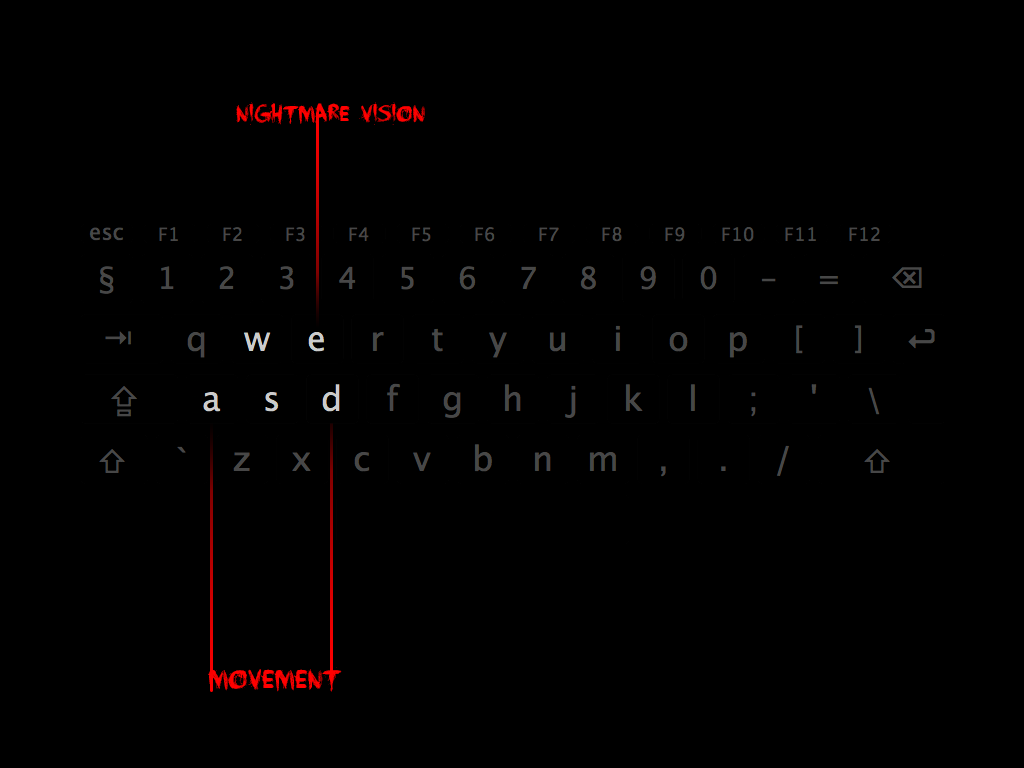 NIGHTMARE VISION
esc F1 F2 F3 F4 F5 F6 F7 F8 F9 F10 F11 F12
§ 1 2 3 4 5 6 7 8 9 0 – = ⌫
⇥ q w e r t y u i o p [ ] ↩
⇪ a s d f g h j k l ; ' \
⇧ ` z x c v b n m , . / ⇧
MOVEMENT